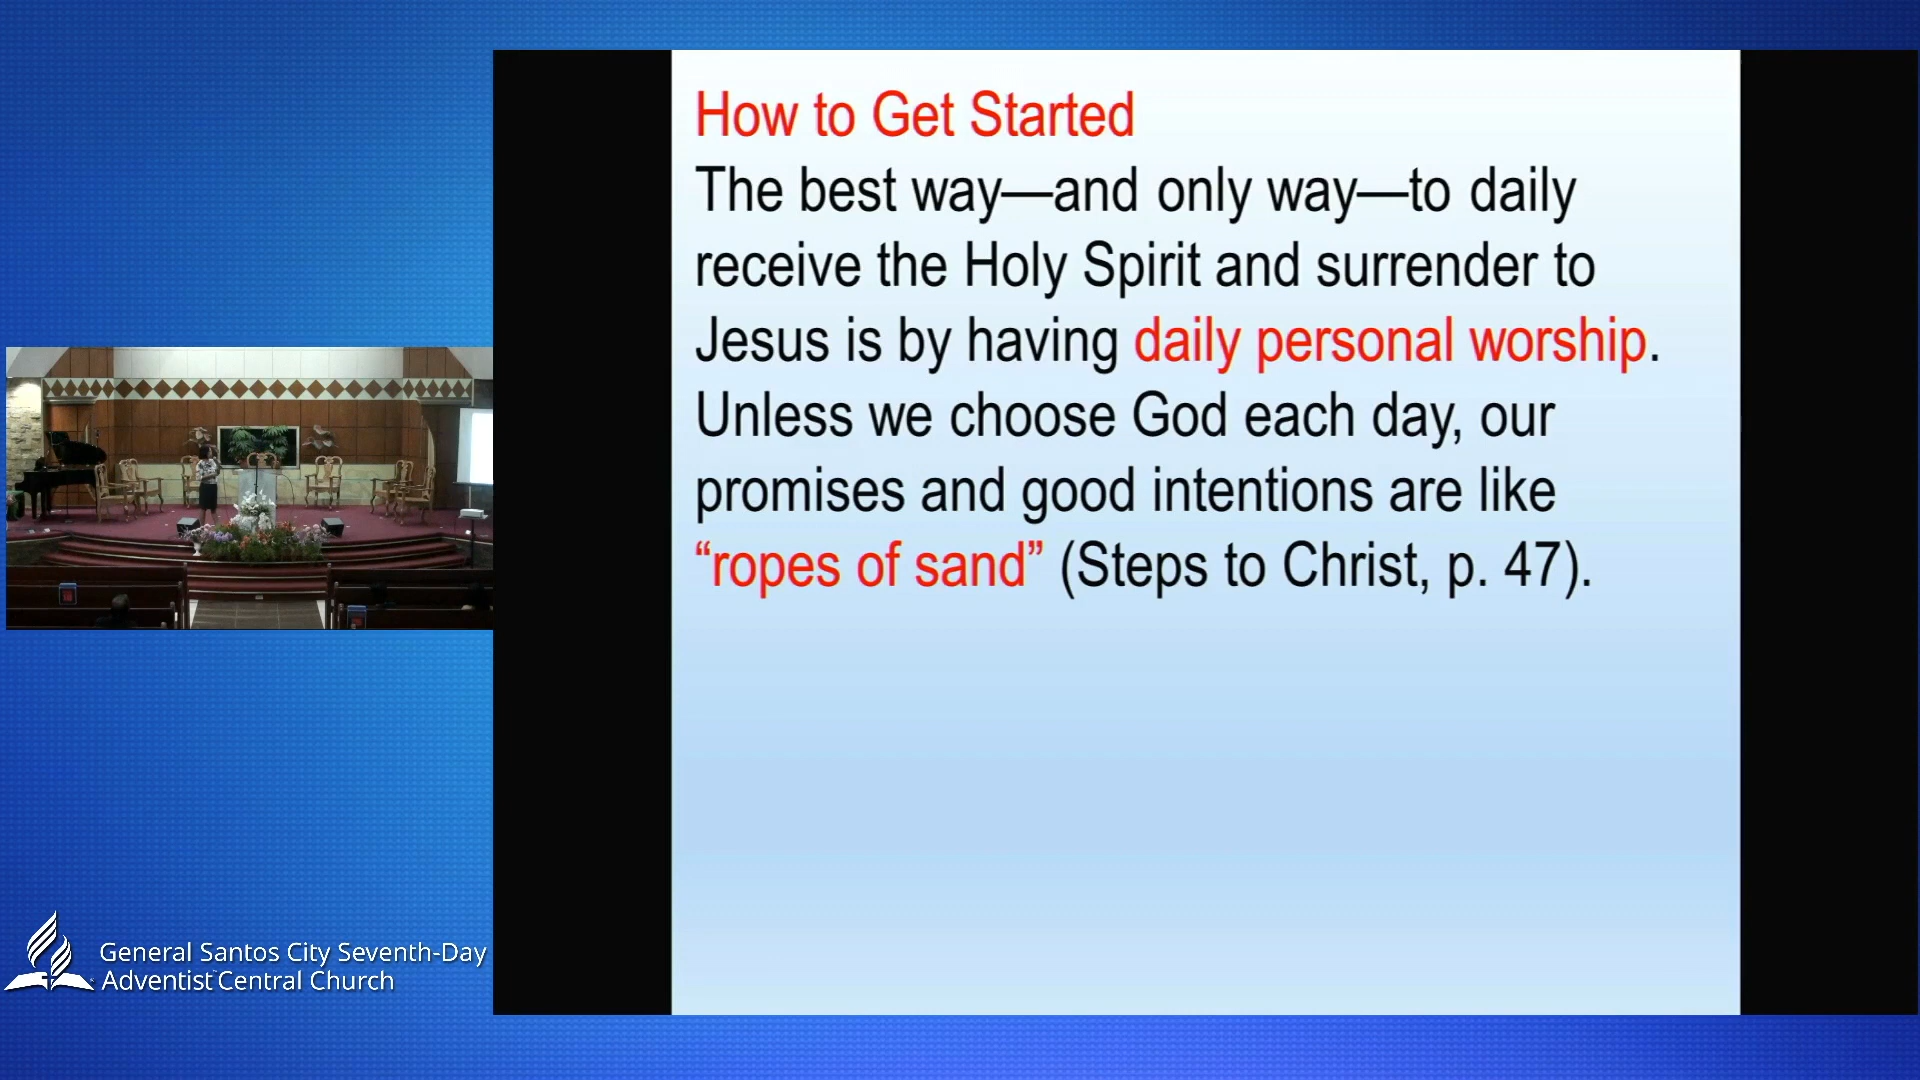 How to Get Started
The best way—and only way—to daily
receive the Holy Spirit and surrender to
Jesus is by having daily personal worship.
Unless we choose God each day, our
promises and good intentions are like
“ropes of sand” (Steps to Christ, p. 47).
General Santos City Seventh-Day
Adventist Central Church